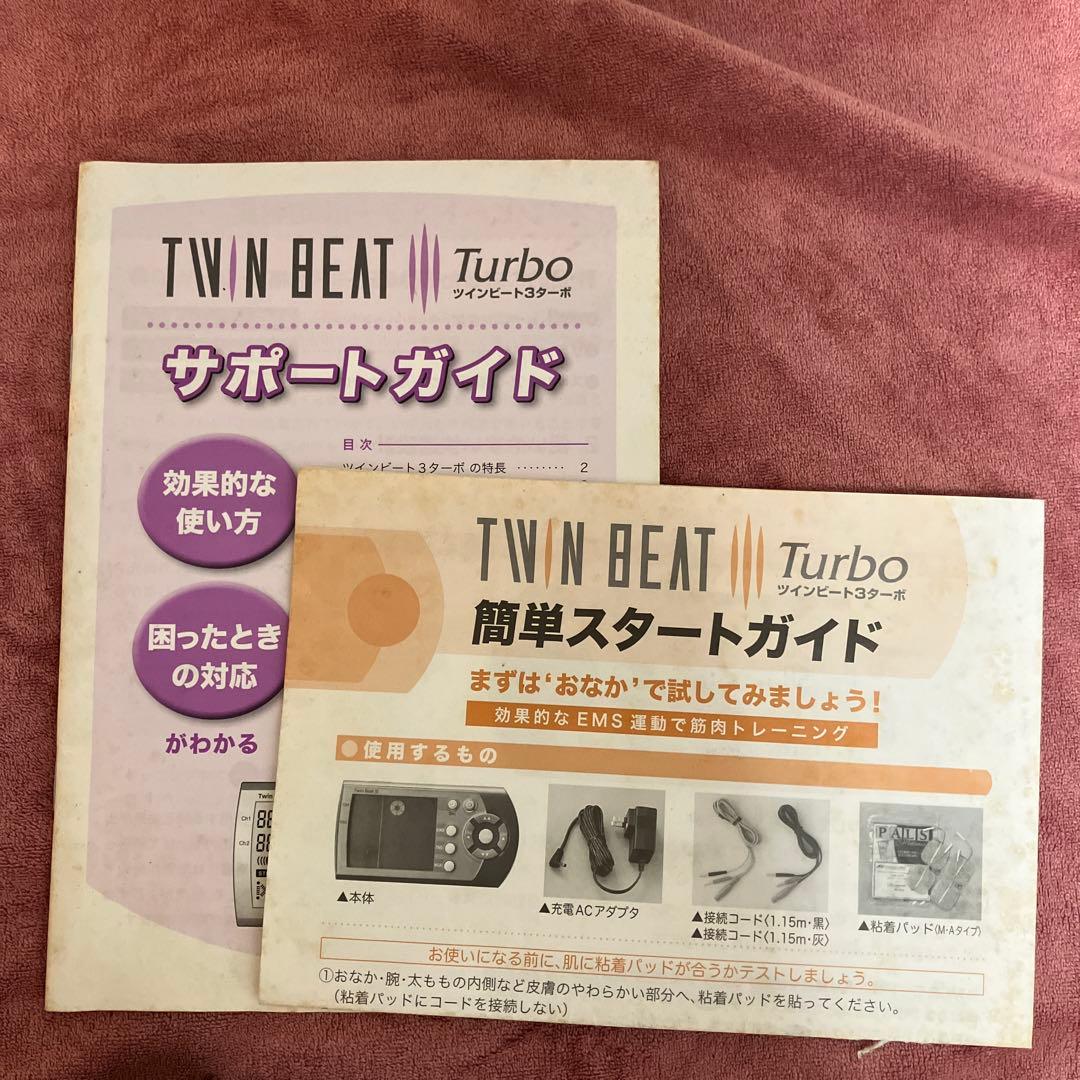 TWIN BEAT III Turbo
ツインビート3ターボ
サポートガイド
目次
ツインビート3ターボ の特長 ········ 2
効果的な
使い方
困ったとき
の対応
がわかる
Twin
Ch1 88
Ch2 88
TWIN BEAT III Turbo
ツインビート3ターボ
簡単スタートガイド
まずは‘おなか’で試してみましょう！
効果的なEMS運動で筋肉トレーニング
●使用するもの
Twin Beat III
PALS
▲本体
▲充電ACアダプタ
▲接続コード〈1.15m・黒〉
▲接続コード〈1.15m・灰〉
▲粘着パッド〈M・Aタイプ〉
お使いになる前に、肌に粘着パッドが合うかテストしましょう。
①おなか・腕・太ももの内側など皮膚のやわらかい部分へ、粘着パッドを貼ってください。
（粘着パッドにコードを接続しない）